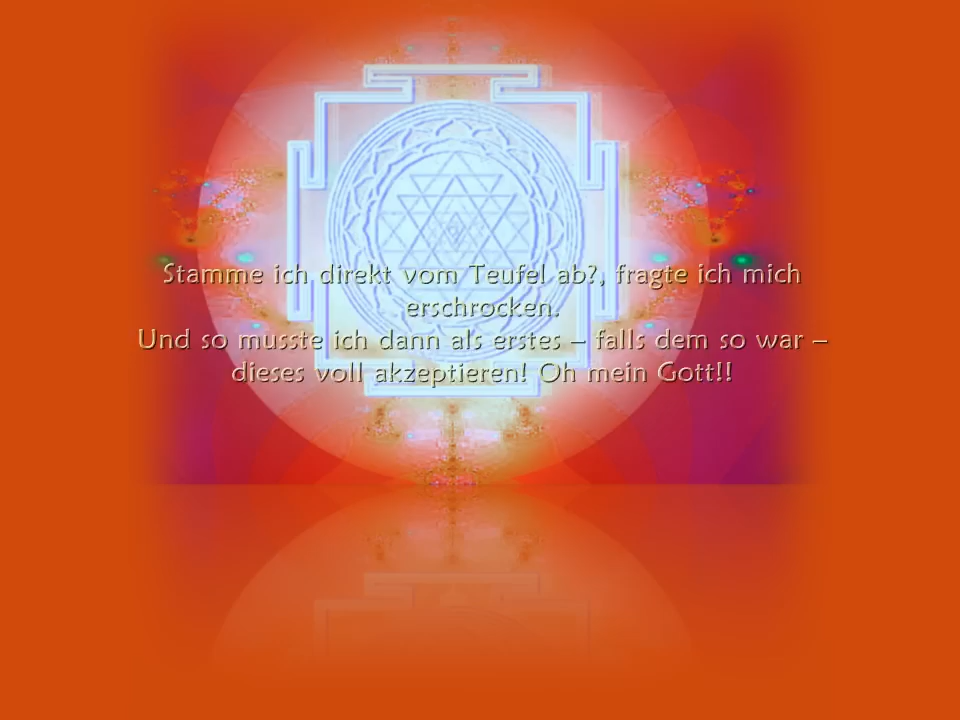 Stamme ich direkt vom Teufel ab?, fragte ich mich
erschrocken.
Und so musste ich dann als erstes – falls dem so war –
dieses voll akzeptieren! Oh mein Gott!!